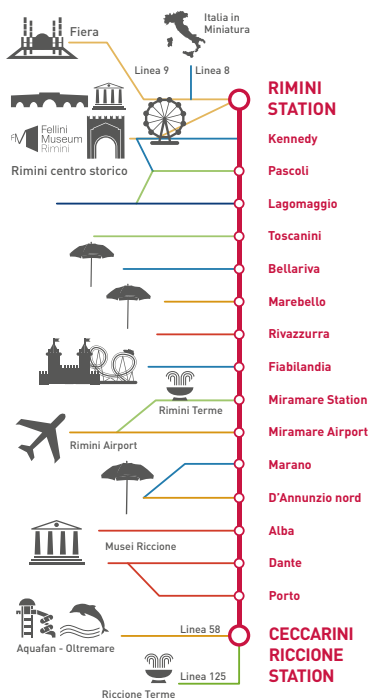 Fiera
Italia in
Miniatura
Linea 9
Linea 8
RIMINI
STATION
FM
Fellini
Museum
Rimini
Rimini centro storico
Kennedy
Pascoli
Lagomaggio
Toscanini
Bellariva
Marebello
Rivazzurra
Fiabilandia
Rimini Terme
Miramare Station
Rimini Airport
Miramare Airport
Marano
D'Annunzio nord
Musei Riccione
Alba
Dante
Porto
Aquafan - Oltremare
Linea 58
CECCARINI
RICCIONE
STATION
Linea 125
Riccione Terme